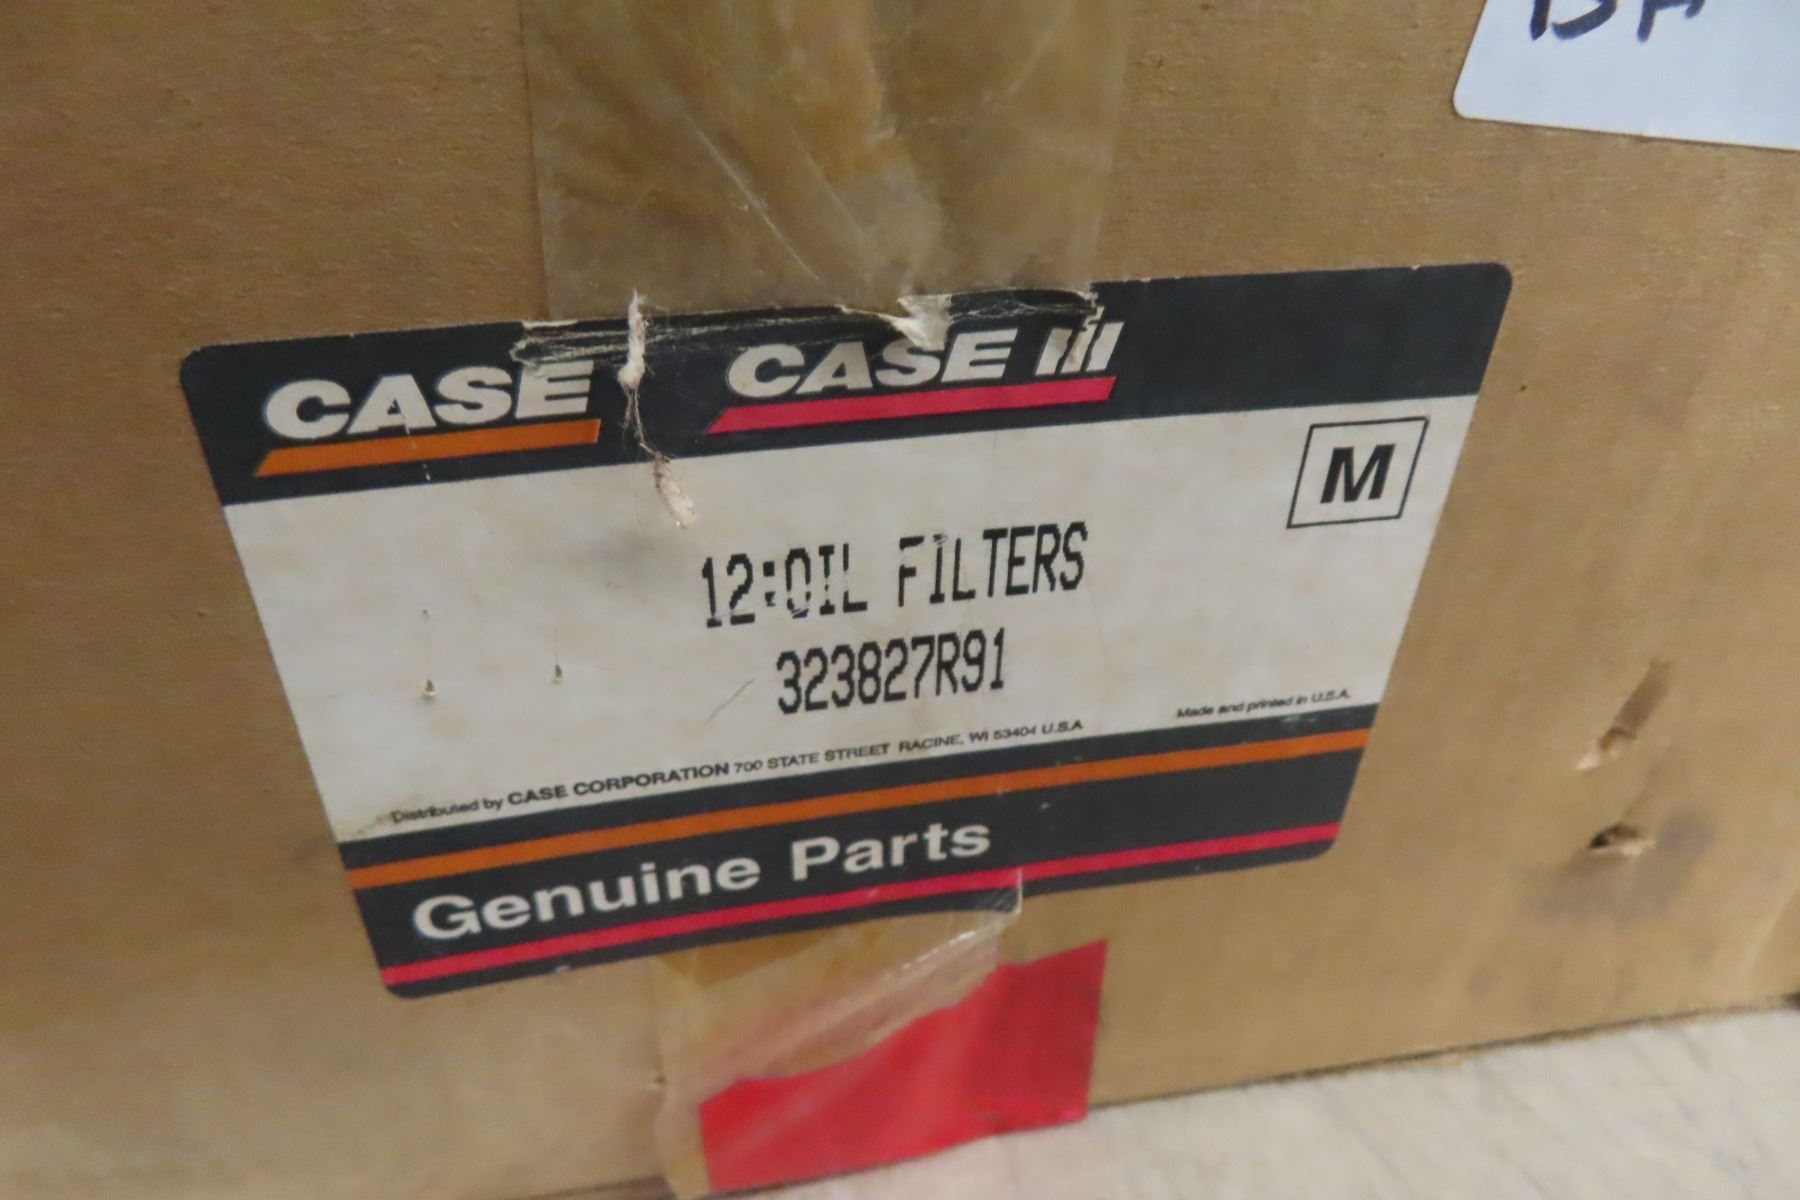 CASE CASE
M
12:OIL FILTERS
323827R91
Made and printed in U.S.A.
Distributed by CASE CORPORATION 700 STATE STREET RACINE, WI 53404 U.S.A
Genuine Parts